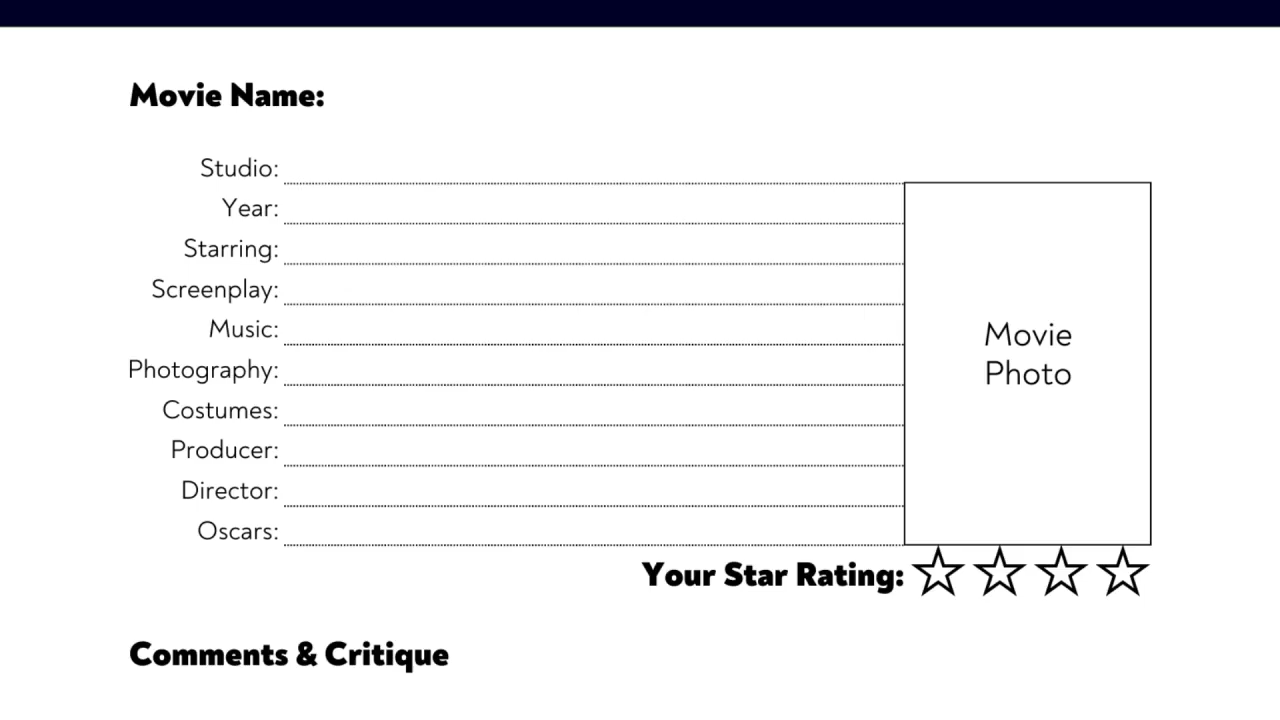 Movie Name:
Studio:
Year:
Starring:
Screenplay:
Music:
Photography:
Costumes:
Producer:
Director:
Oscars:
Movie
Photo
Your Star Rating:
Comments & Critique